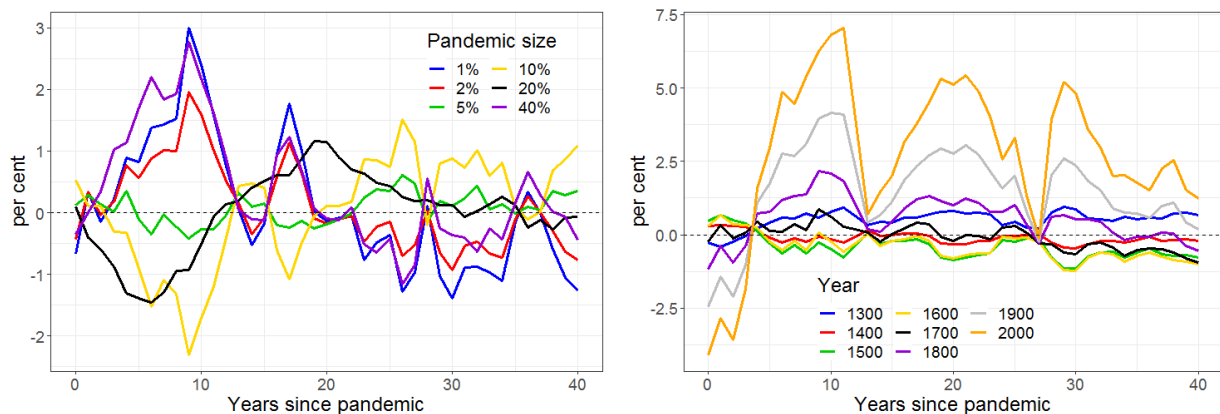 Pandemic size
1% 10%
2% 20%
5% 40%
per cent
3
2
1
0
-1
-2
0 10 20 30 40
Years since pandemic
per cent
7.5
5.0
2.5
0.0
-2.5
Year
1300 1600 1900
1400 1700 2000
1500 1800
0 10 20 30 40
Years since pandemic